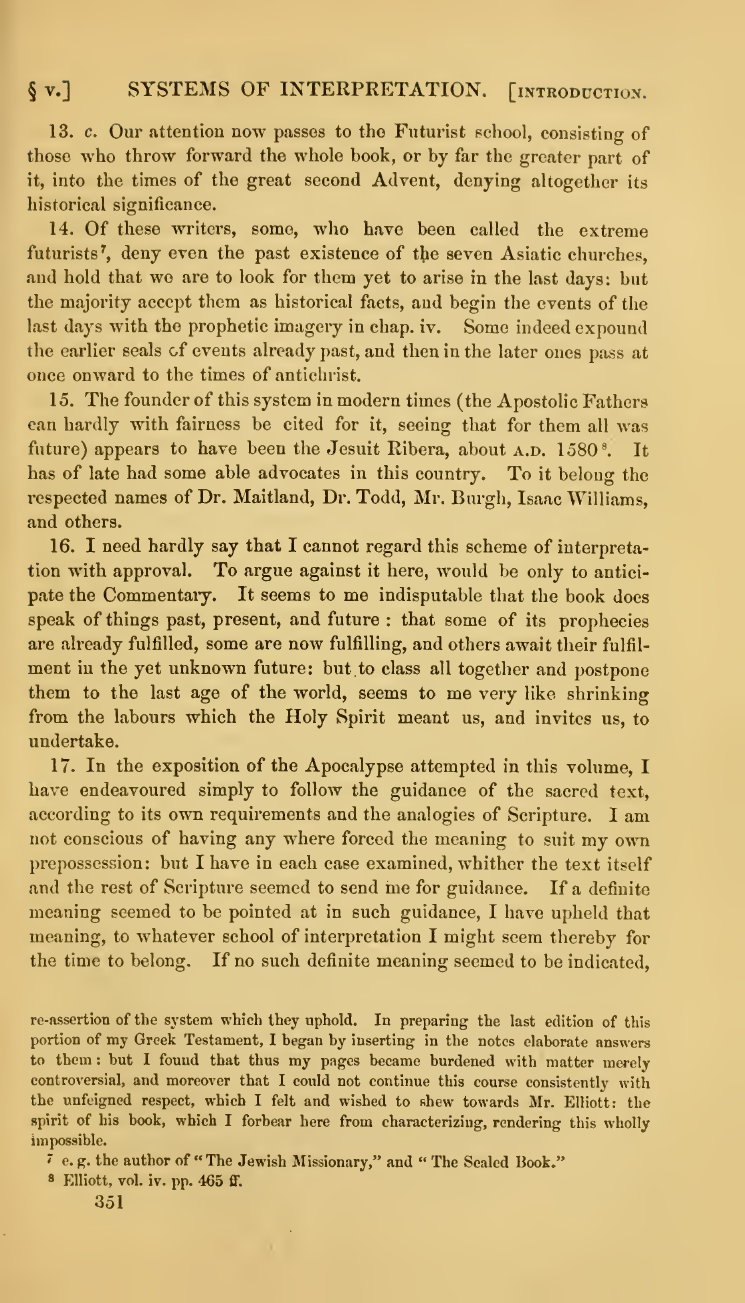 § v.] SYSTEMS OF INTERPRETATION. [INTRODUCTION.
13. c. Our attention now passes to the Futurist school, consisting of
those who throw forward the whole book, or by far the greater part of
it, into the times of the great second Advent, denying altogether its
historical significance.
14. Of these writers, some, who have been called the extreme
futurists⁷, deny even the past existence of the seven Asiatic churches,
and hold that we are to look for them yet to arise in the last days: but
the majority accept them as historical facts, and begin the events of the
last days with the prophetic imagery in chap. iv. Some indeed expound
the earlier seals of events already past, and then in the later ones pass at
once onward to the times of antichrist.
15. The founder of this system in modern times (the Apostolic Fathers
can hardly with fairness be cited for it, seeing that for them all was
future) appears to have been the Jesuit Ribera, about A.D. 1580⁸. It
has of late had some able advocates in this country. To it belong the
respected names of Dr. Maitland, Dr. Todd, Mr. Burgh, Isaac Williams,
and others.
16. I need hardly say that I cannot regard this scheme of interpreta-
tion with approval. To argue against it here, would be only to antici-
pate the Commentary. It seems to me indisputable that the book does
speak of things past, present, and future : that some of its prophecies
are already fulfilled, some are now fulfilling, and others await their fulfil-
ment in the yet unknown future: but to class all together and postpone
them to the last age of the world, seems to me very like shrinking
from the labours which the Holy Spirit meant us, and invites us, to
undertake.
17. In the exposition of the Apocalypse attempted in this volume, I
have endeavoured simply to follow the guidance of the sacred text,
according to its own requirements and the analogies of Scripture. I am
not conscious of having any where forced the meaning to suit my own
prepossession: but I have in each case examined, whither the text itself
and the rest of Scripture seemed to send me for guidance. If a definite
meaning seemed to be pointed at in such guidance, I have upheld that
meaning, to whatever school of interpretation I might seem thereby for
the time to belong. If no such definite meaning seemed to be indicated,
re-assertion of the system which they uphold. In preparing the last edition of this
portion of my Greek Testament, I began by inserting in the notes elaborate answers
to them : but I found that thus my pages became burdened with matter merely
controversial, and moreover that I could not continue this course consistently with
the unfeigned respect, which I felt and wished to shew towards Mr. Elliott: the
spirit of his book, which I forbear here from characterizing, rendering this wholly
impossible.
⁷ e. g. the author of “The Jewish Missionary,” and “The Sealed Book.”
⁸ Elliott, vol. iv. pp. 465 ff.
351